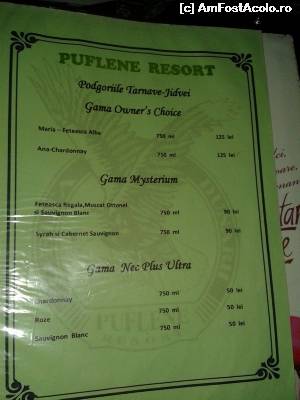 (c) AmFostAcolo.ro
PUFLENE RESORT
Podgoriile Tarnave-Jidvei
Gama Owner's Choice
Maria – Feteasca Alba 750 ml 125 lei
Ana-Chardonnay 750 ml 125 lei
Gama Mysterium
Feteasca Regala,Muscat Ottonel
si Sauvignon Blanc 750 ml 90 lei
Syrah si Cabernet Sauvignon 750 ml 90 lei
Gama Nec Plus Ultra
Chardonnay 750 ml 50 lei
Roze 750 ml 50 lei
Sauvignon Blanc 750 ml 50 lei
PUFLENE
RESORT